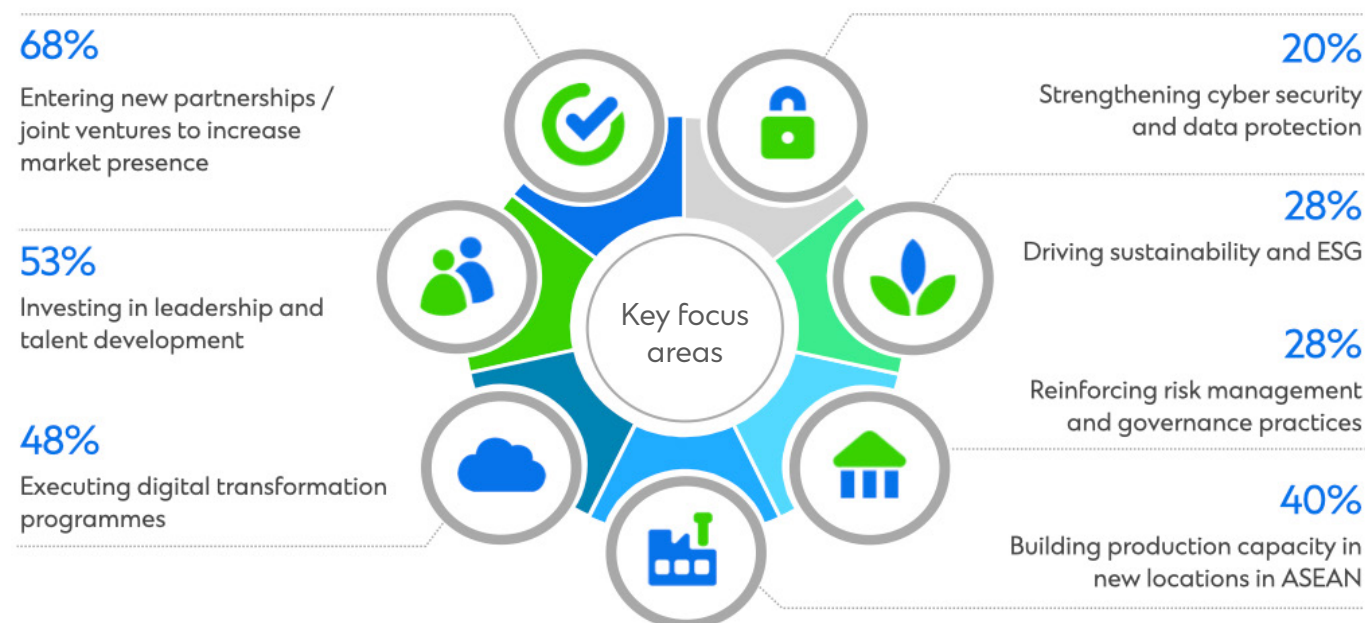 68%
Entering new partnerships /
joint ventures to increase
market presence
53%
Investing in leadership and
talent development
48%
Executing digital transformation
programmes
Key focus
areas
20%
Strengthening cyber security
and data protection
28%
Driving sustainability and ESG
28%
Reinforcing risk management
and governance practices
40%
Building production capacity in
new locations in ASEAN